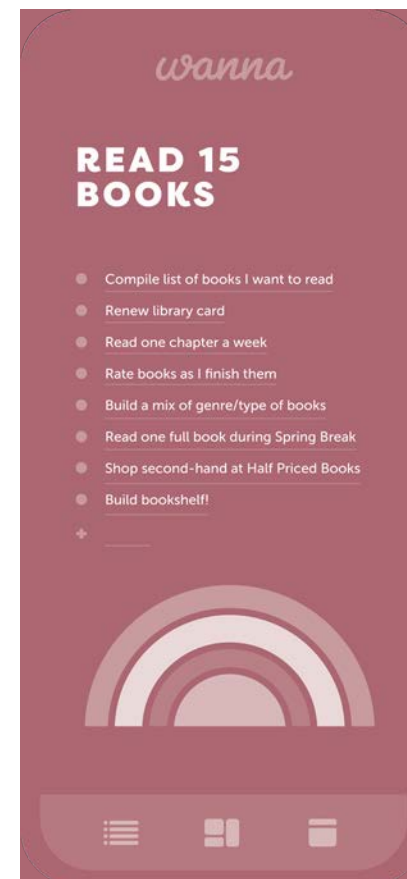 wanna
READ 15
BOOKS
Compile list of books I want to read
Renew library card
Read one chapter a week
Rate books as I finish them
Build a mix of genre/type of books
Read one full book during Spring Break
Shop second-hand at Half Priced Books
Build bookshelf!